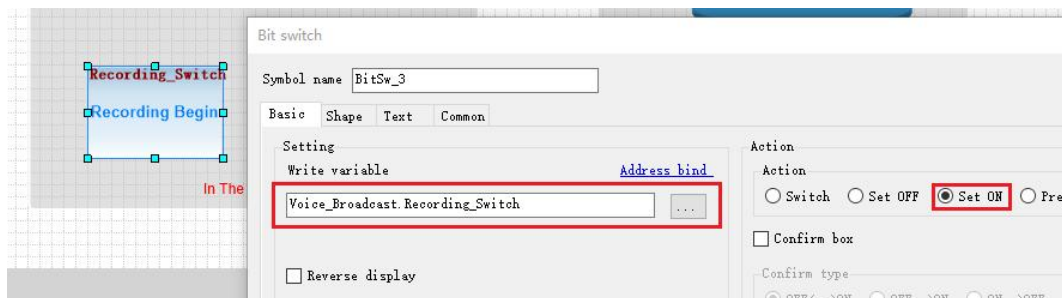 Recording_Switch
Recording Begin
In The
Bit switch
Symbol name BitSw_3
Basic Shape Text Common
Setting
Write variable Address bind
Voice_Broadcast.Recording_Switch ...
Reverse display
Action
Action
Switch Set OFF Set ON Pre
Confirm box
Confirm type